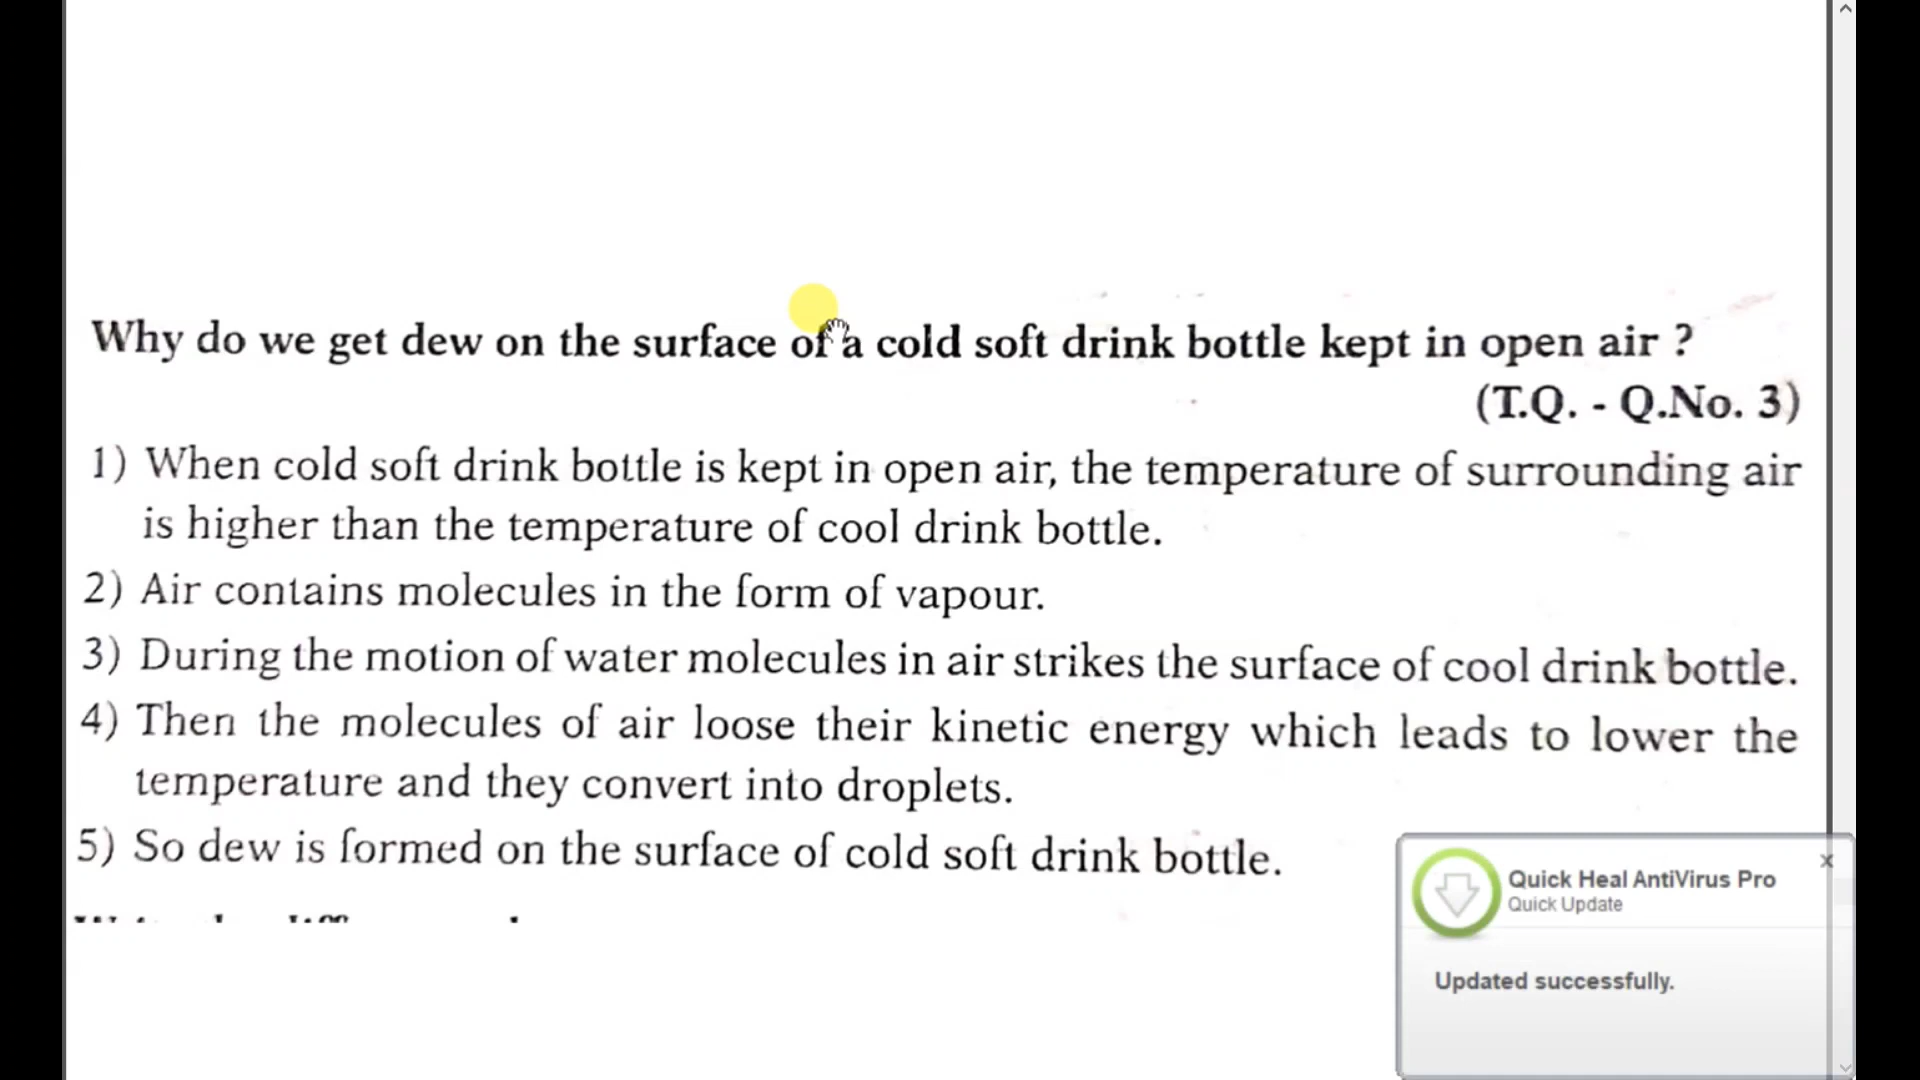 Why do we get dew on the surface of a cold soft drink bottle kept in open air ?
(T.Q. - Q.No. 3)
1) When cold soft drink bottle is kept in open air, the temperature of surrounding air
is higher than the temperature of cool drink bottle.
2) Air contains molecules in the form of vapour.
3) During the motion of water molecules in air strikes the surface of cool drink bottle.
4) Then the molecules of air loose their kinetic energy which leads to lower the
temperature and they convert into droplets.
5) So dew is formed on the surface of cold soft drink bottle.
Quick Heal AntiVirus Pro
Quick Update
Updated successfully.